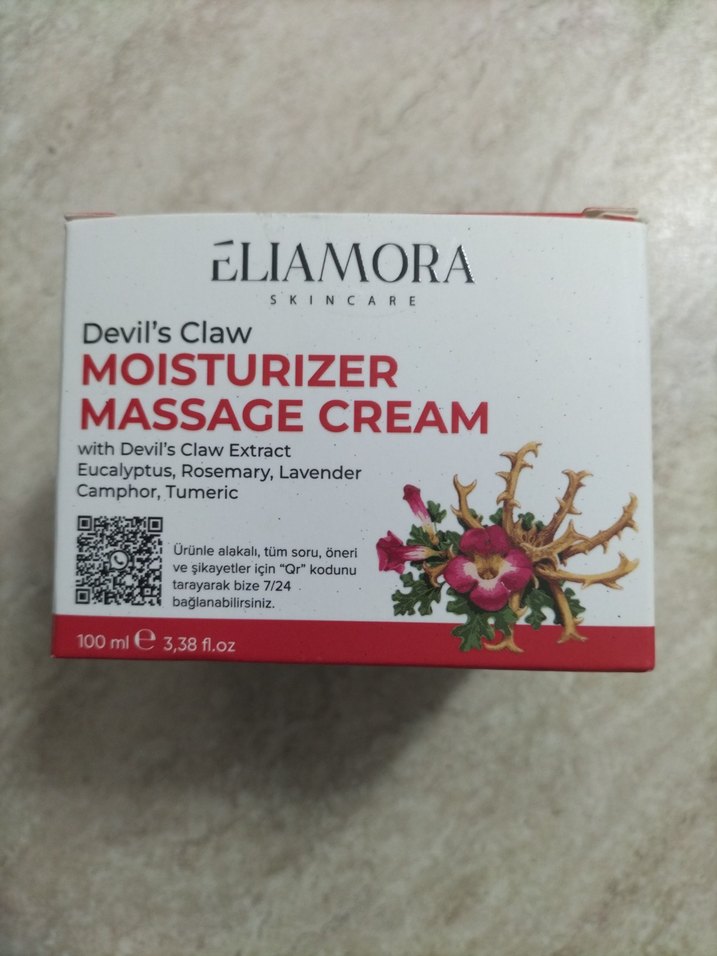 ÉLIAMORA
SKINCARE
Devil's Claw
MOISTURIZER
MASSAGE CREAM
with Devil's Claw Extract
Eucalyptus, Rosemary, Lavender
Camphor, Tumeric
Ürünle alakalı, tüm soru, öneri
ve şikayetler için "Qr" kodunu
tarayarak bize 7/24
bağlanabilirsiniz.
100 ml ℮ 3,38 fl.oz